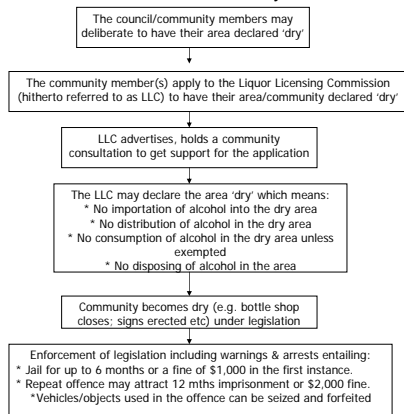 The council/community members may
deliberate to have their area declared 'dry'
The community member(s) apply to the Liquor Licensing Commission
(hitherto referred to as LLC) to have their area/community declared 'dry'
LLC advertises, holds a community
consultation to get support for the application
The LLC may declare the area 'dry' which means:
* No importation of alcohol into the dry area
* No distribution of alcohol in the dry area
* No consumption of alcohol in the dry area unless
exempted
* No disposing of alcohol in the area
Community becomes dry (e.g. bottle shop
closes; signs erected etc) under legislation
Enforcement of legislation including warnings & arrests entailing:
* Jail for up to 6 months or a fine of $1,000 in the first instance.
* Repeat offence may attract 12 mths imprisonment or $2,000 fine.
*Vehicles/objects used in the offence can be seized and forfeited